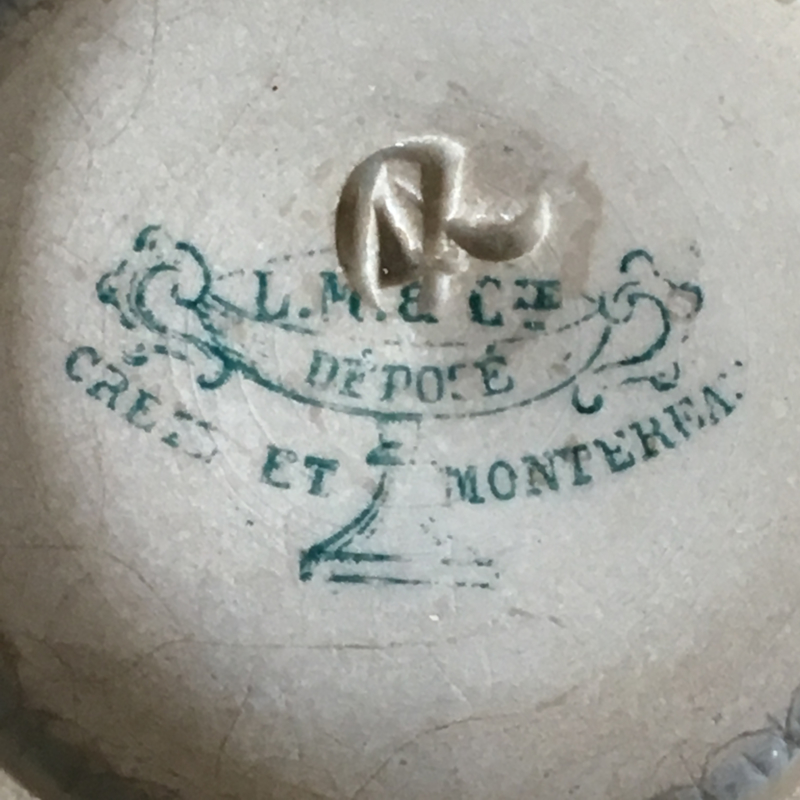 L.M. & CIE
DÉPOSÉ
CREIL ET MONTEREAU